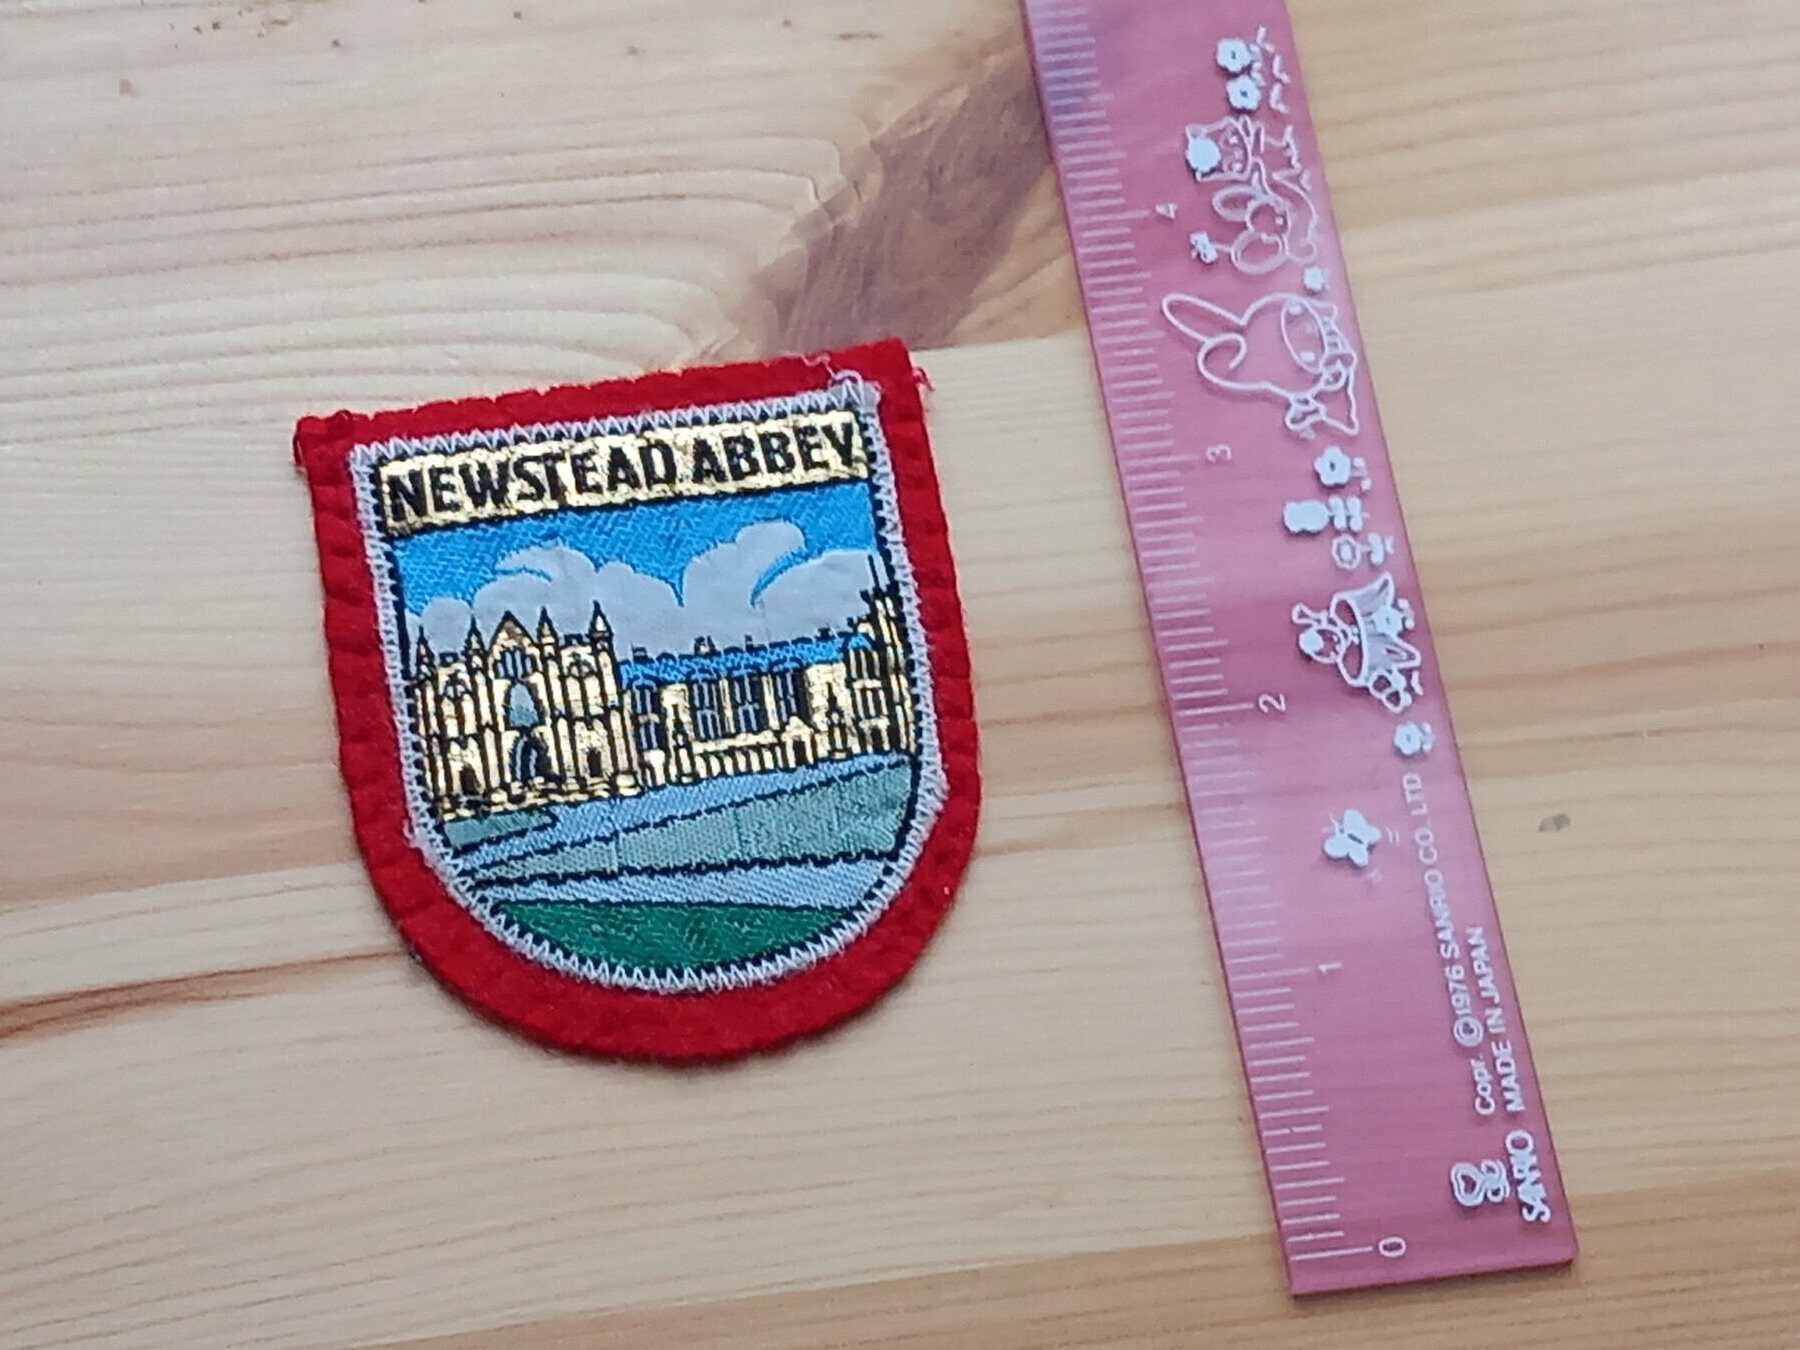 NEWSTEAD ABBEY
4
3
2
1
0
Copr. ©1976 SANRIO CO. LTD
SANRIO MADE IN JAPAN